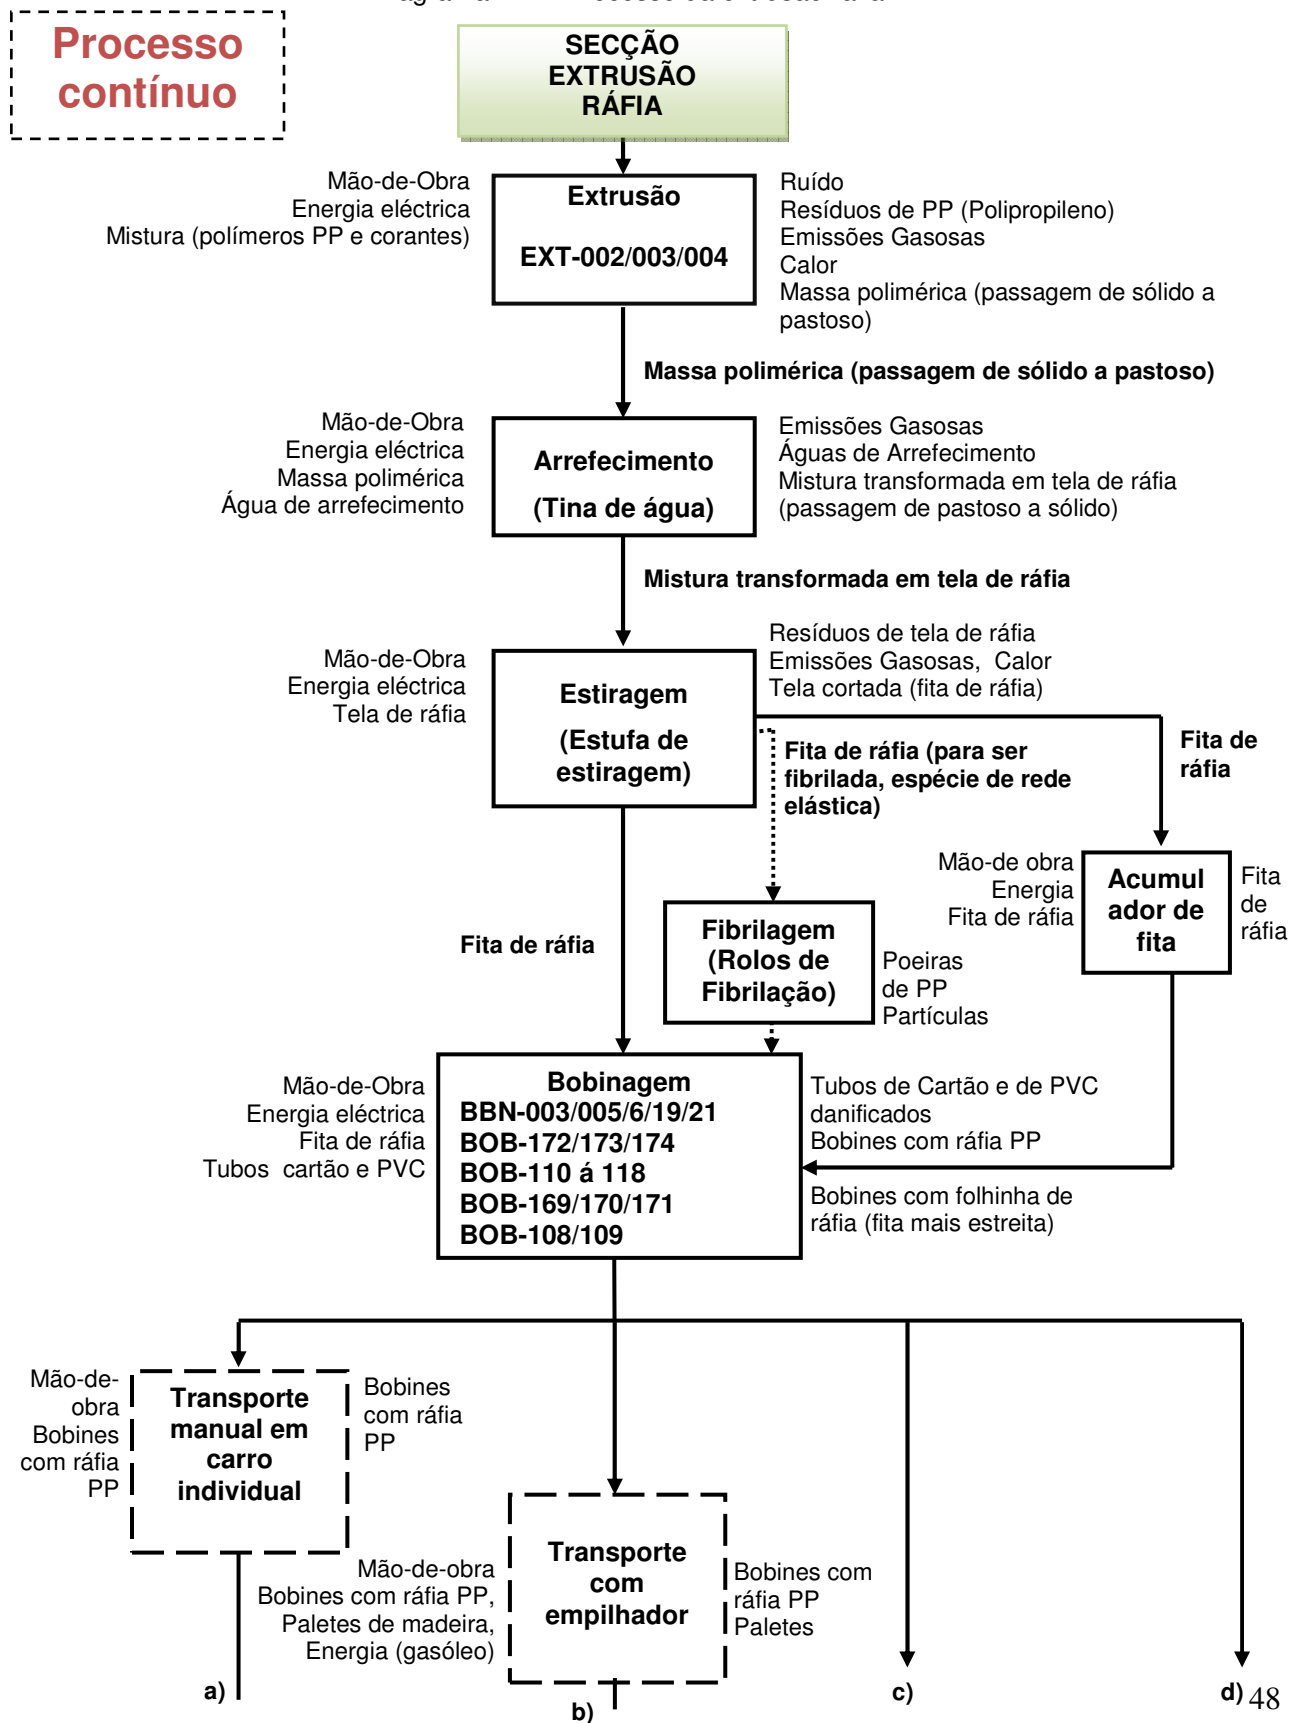 Processo
contínuo
SECÇÃO
EXTRUSÃO
RÁFIA
Mão-de-Obra
Energia eléctrica
Mistura (polímeros PP e corantes)
Extrusão
EXT-002/003/004
Ruído
Resíduos de PP (Polipropileno)
Emissões Gasosas
Calor
Massa polimérica (passagem de sólido a
pastoso)
Massa polimérica (passagem de sólido a pastoso)
Mão-de-Obra
Energia eléctrica
Massa polimérica
Água de arrefecimento
Arrefecimento
(Tina de água)
Emissões Gasosas
Águas de Arrefecimento
Mistura transformada em tela de ráfia
(passagem de pastoso a sólido)
Mistura transformada em tela de ráfia
Mão-de-Obra
Energia eléctrica
Tela de ráfia
Estiragem
(Estufa de
estiragem)
Resíduos de tela de ráfia
Emissões Gasosas, Calor
Tela cortada (fita de ráfia)
Fita de ráfia (para ser
fibrilada, espécie de rede
elástica)
Fita de
ráfia
Mão-de obra
Energia
Fita de ráfia
Acumul
ador de
fita
Fita
de
ráfia
Fita de ráfia
Fibrilagem
(Rolos de
Fibrilação)
Poeiras
de PP
Partículas
Mão-de-Obra
Energia eléctrica
Fita de ráfia
Tubos cartão e PVC
Bobinagem
BBN-003/005/6/19/21
BOB-172/173/174
BOB-110 á 118
BOB-169/170/171
BOB-108/109
Tubos de Cartão e de PVC
danificados
Bobines com ráfia PP
Bobines com folhinha de
ráfia (fita mais estreita)
Mão-de-
obra
Bobines
com ráfia
PP
Transporte
manual em
carro
individual
Bobines
com ráfia
PP
Mão-de-obra
Bobines com ráfia PP,
Paletes de madeira,
Energia (gasóleo)
Transporte
com
empilhador
Bobines com
ráfia PP
Paletes
a)
b)
c)
d)
48